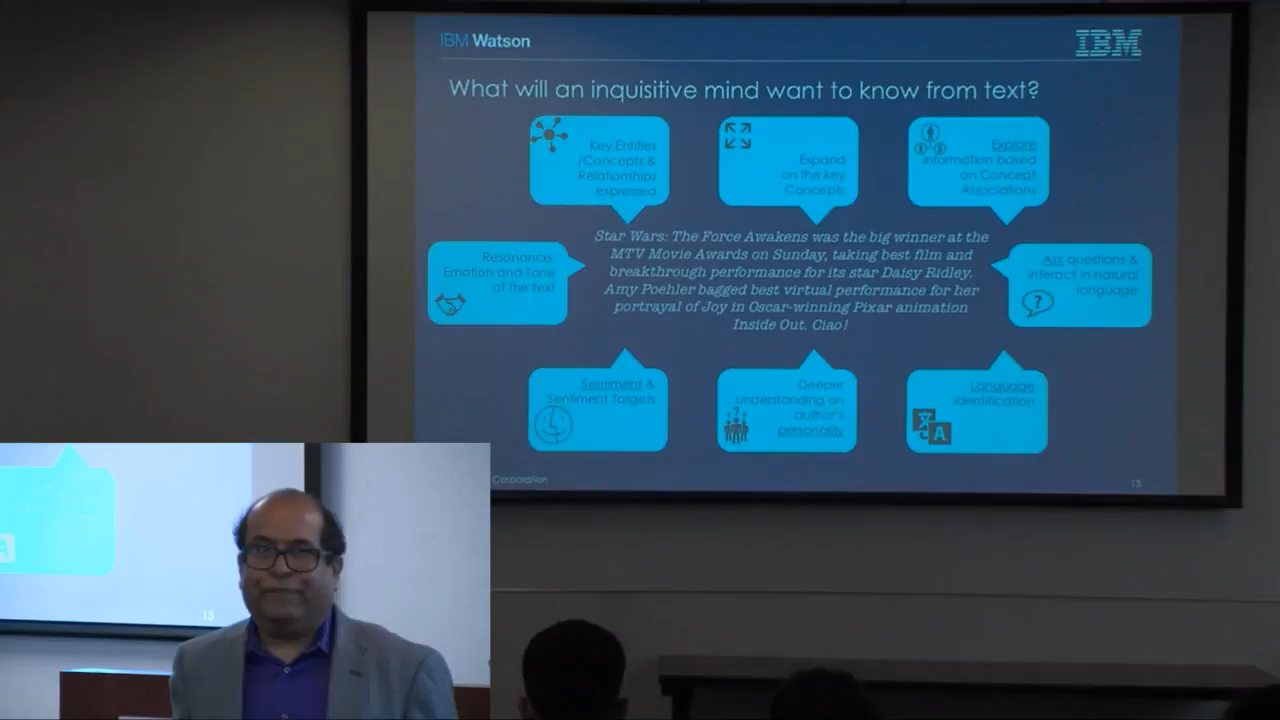 IBM Watson
IBM
What will an inquisitive mind want to know from text?
Key Entities
/Concepts &
Relationships
expressed
Expand
on the key
Concepts
Explore
information based
on Concept
Associations
Resonance,
Emotion and Tone
of the text
Star Wars: The Force Awakens was the big winner at the
MTV Movie Awards on Sunday, taking best film and
breakthrough performance for its star Daisy Ridley.
Amy Poehler bagged best virtual performance for her
portrayal of Joy in Oscar-winning Pixar animation
Inside Out. Ciao!
Ask questions &
interact in natural
language
?
Sentiment &
Sentiment Targets
Deeper
understanding on
author's
personality
Language
identification
A
Corporation
15
15